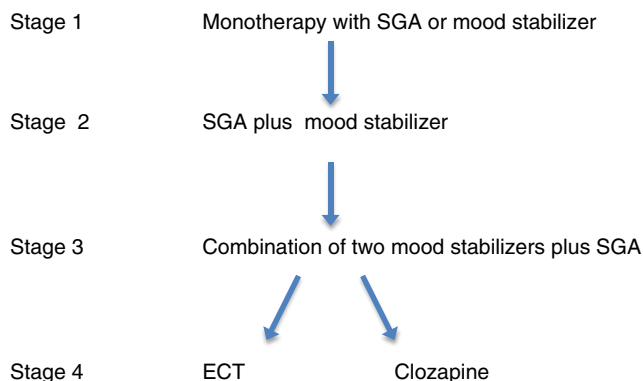 Stage 1 Monotherapy with SGA or mood stabilizer
Stage 2 SGA plus mood stabilizer
Stage 3 Combination of two mood stabilizers plus SGA
Stage 4 ECT Clozapine